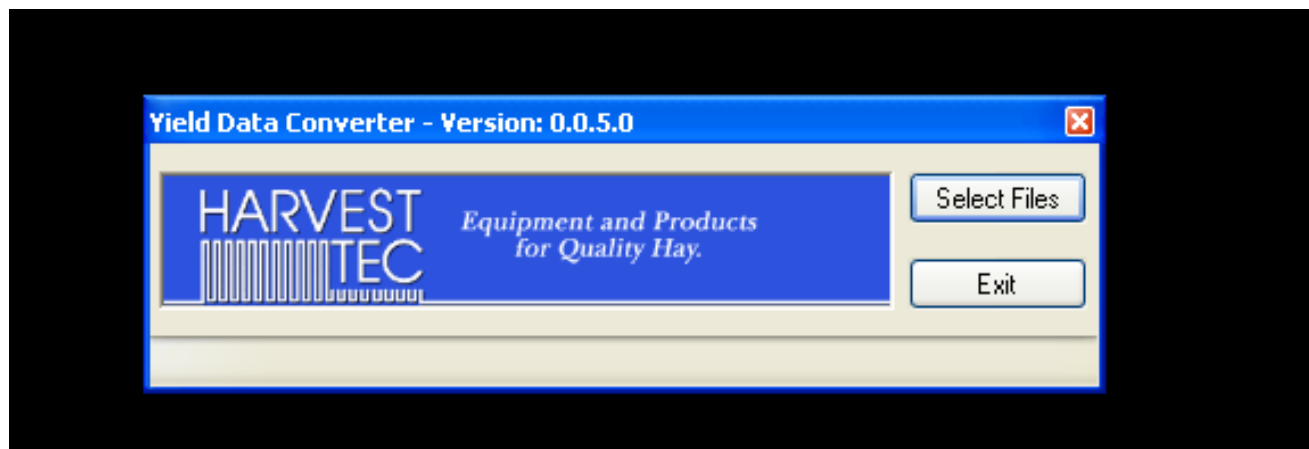 Yield Data Converter - Version: 0.0.5.0
HARVEST
TEC
Equipment and Products
for Quality Hay.
Select Files
Exit